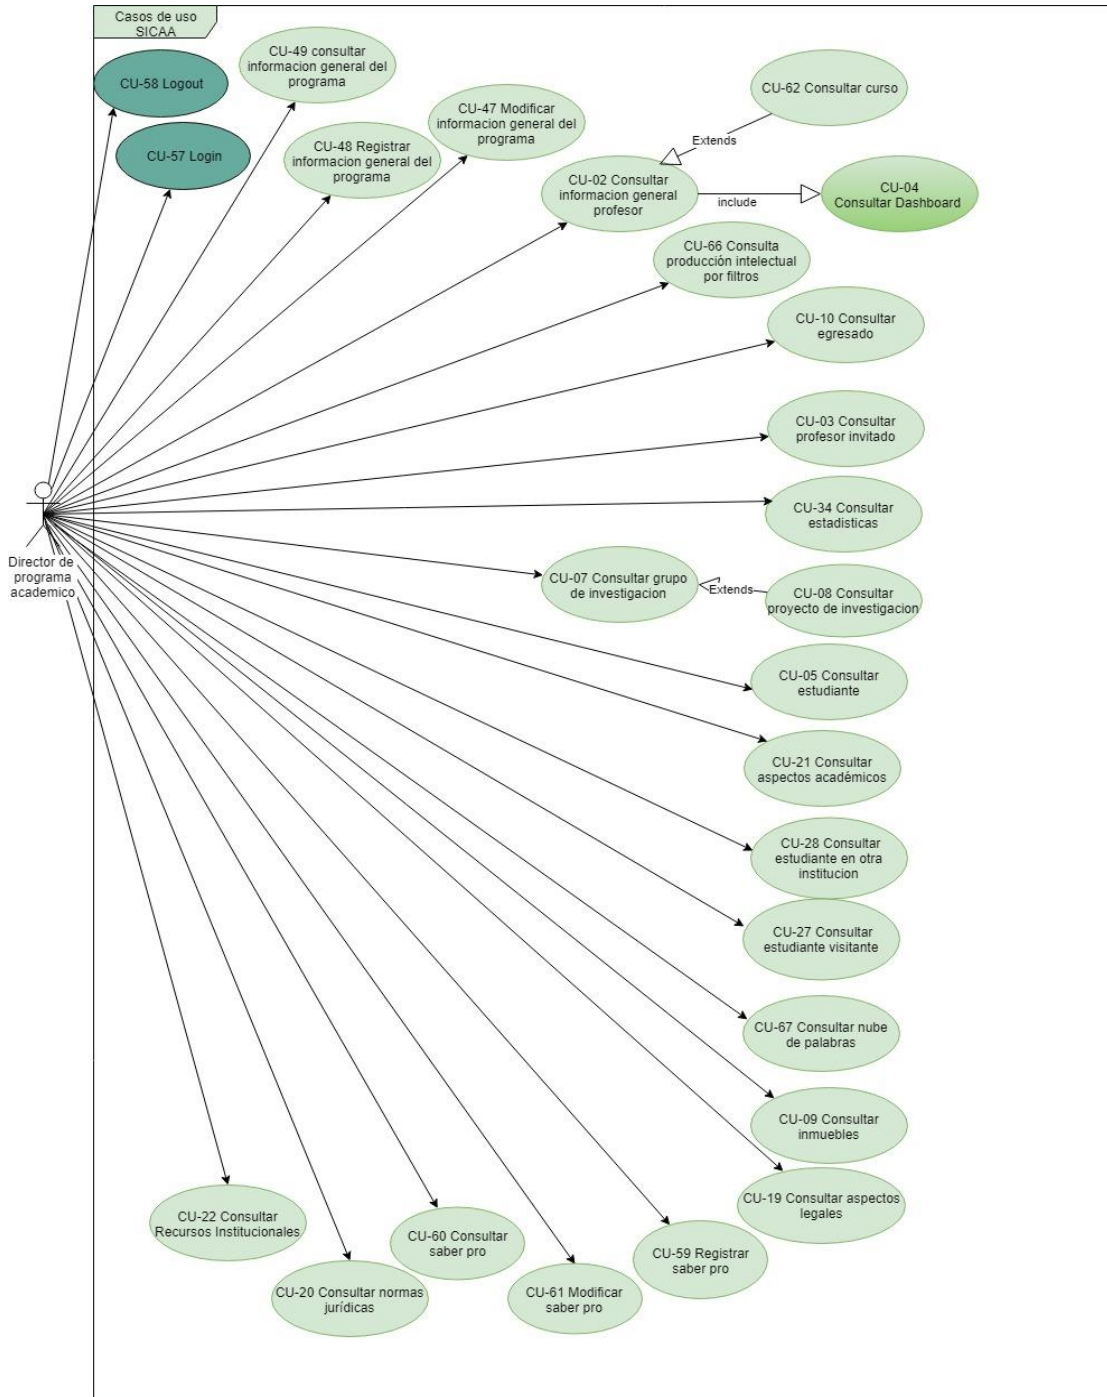 Casos de uso
SICAA
CU-58 Logout
CU-49 consultar
informacion general del
programa
CU-57 Login
CU-48 Registrar
informacion general del
programa
CU-47 Modificar
informacion general del
programa
CU-62 Consultar curso
Extends
CU-02 Consultar
informacion general
profesor
include
CU-04
Consultar Dashboard
CU-66 Consulta
producción intelectual
por filtros
CU-10 Consultar
egresado
CU-03 Consultar
profesor invitado
CU-34 Consultar
estadisticas
Director de
programa
academico
CU-07 Consultar grupo
de investigacion
Extends
CU-08 Consultar
proyecto de investigacion
CU-05 Consultar
estudiante
CU-21 Consultar
aspectos académicos
CU-28 Consultar
estudiante en otra
institucion
CU-27 Consultar
estudiante visitante
CU-67 Consultar nube
de palabras
CU-09 Consultar
inmuebles
CU-19 Consultar aspectos
legales
CU-22 Consultar
Recursos Institucionales
CU-60 Consultar
saber pro
CU-59 Registrar
saber pro
CU-20 Consultar normas
jurídicas
CU-61 Modificar
saber pro